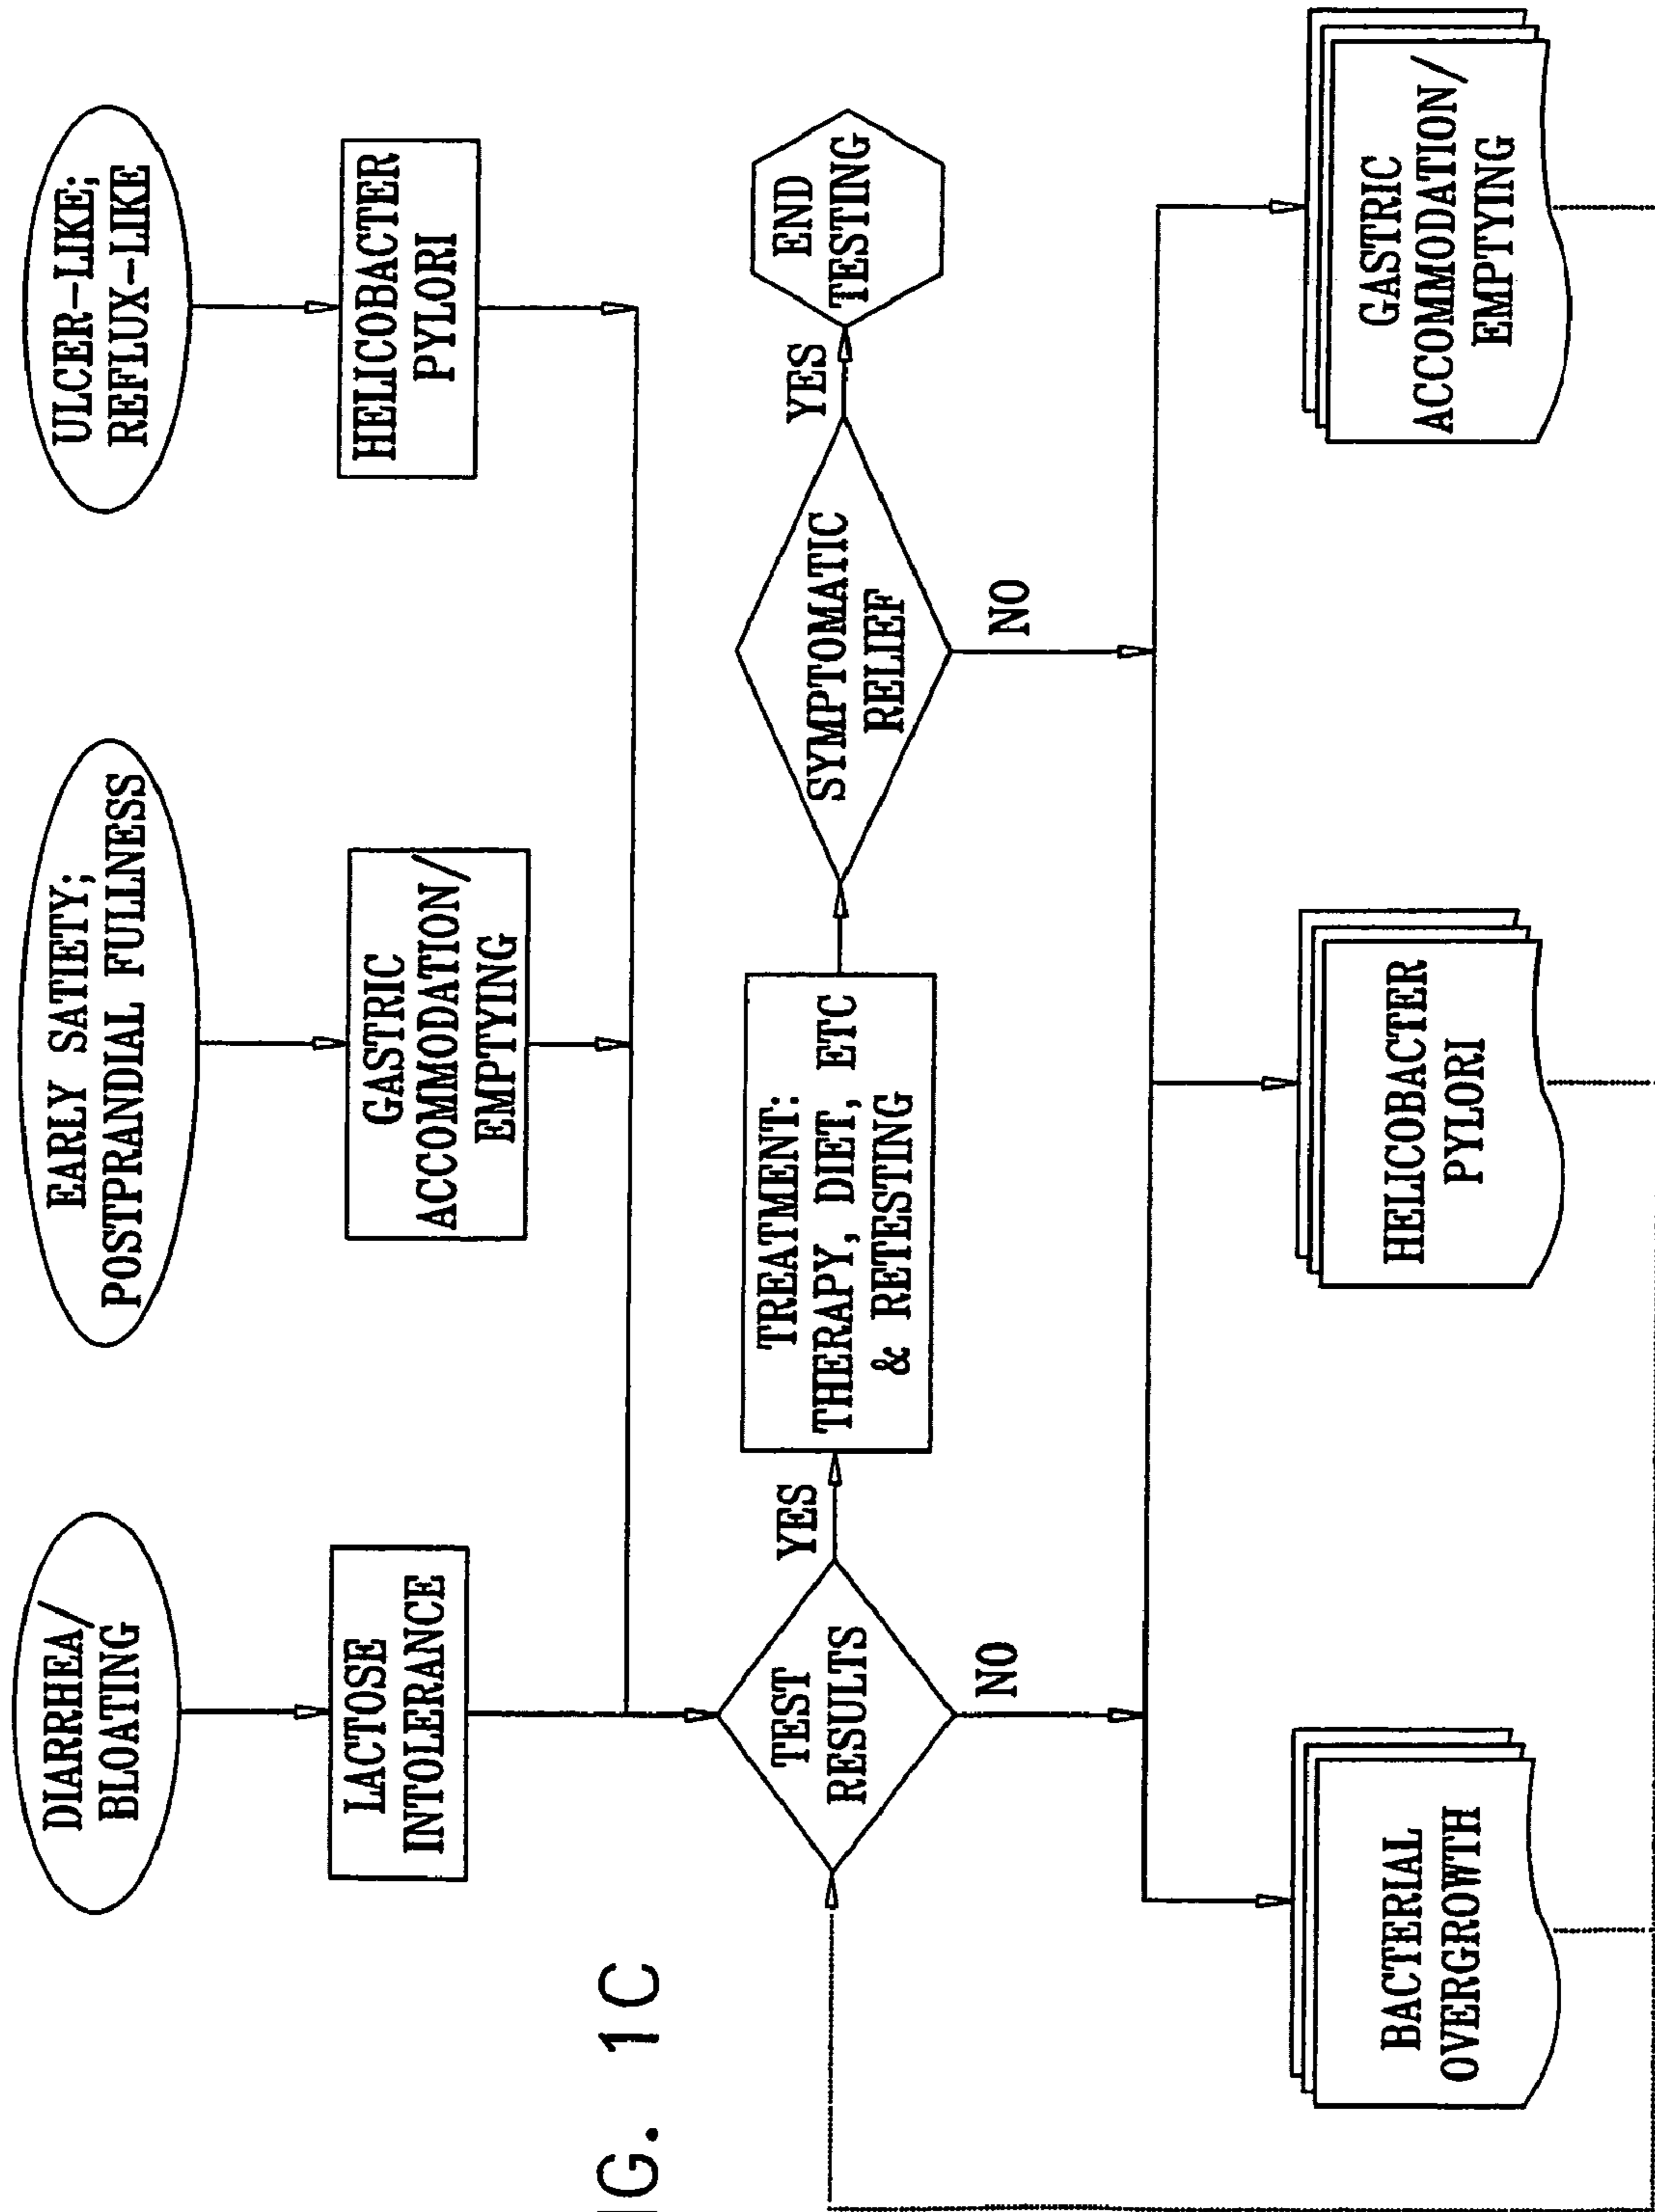 DIARRHEA/
BLOATING
EARLY SATIETY;
POSTPRANDIAL FULLNESS
ULCER-LIKE;
REFLUX-LIKE
LACTOSE
INTOLERANCE
GASTRIC
ACCOMMODATION/
EMPTYING
HELICOBACTER
PYLORI
G. 1C
TEST
RESULTS
YES
NO
TREATMENT:
THERAPY, DIET, ETC
& RETESTING
SYMPTOMATIC
RELIEF
YES
NO
END
TESTING
BACTERIAL
OVERGROWTH
HELICOBACTER
PYLORI
GASTRIC
ACCOMMODATION/
EMPTYING